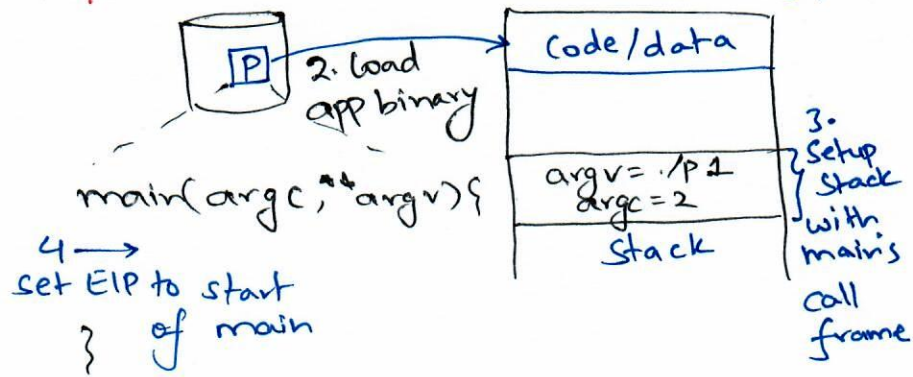 P
2. Load
app binary
Code/data
main(argc, **argv) {
argv = ./p 1
argc = 2
Stack
3.
Setup
stack
with
main's
call
frame
4 →
set EIP to start
of main
}